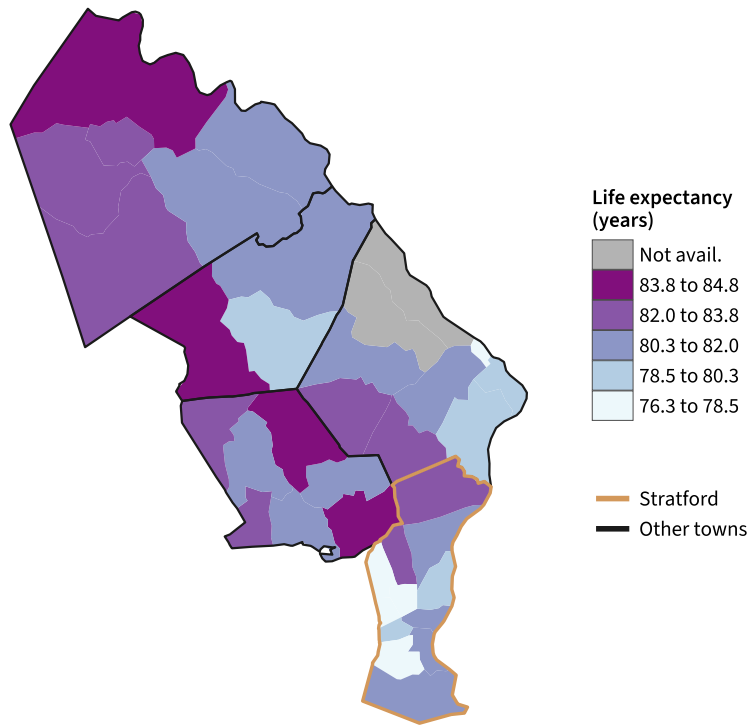 Life expectancy
(years)
Not avail.
83.8 to 84.8
82.0 to 83.8
80.3 to 82.0
78.5 to 80.3
76.3 to 78.5
Stratford
Other towns